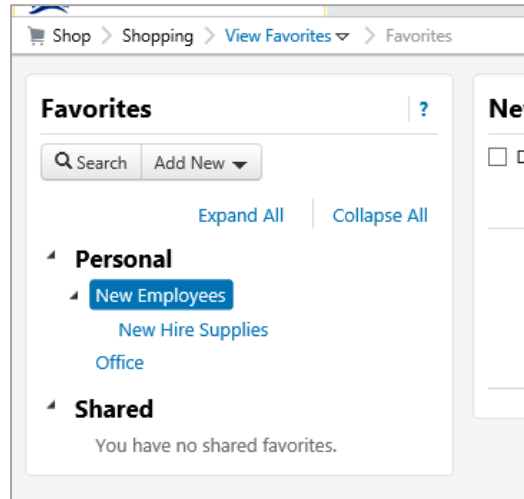 Shop > Shopping > View Favorites > Favorites
Favorites ?
Search Add New
Expand All Collapse All
Personal
New Employees
New Hire Supplies
Office
Shared
You have no shared favorites.